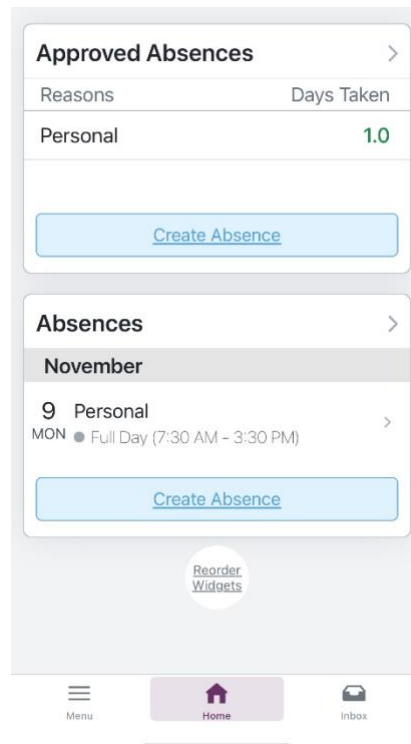 Approved Absences
Reasons Days Taken
Personal 1.0
Create Absence
Absences
November
9 Personal
MON Full Day (7:30 AM - 3:30 PM)
Create Absence
Reorder
Widgets
Menu Home Inbox